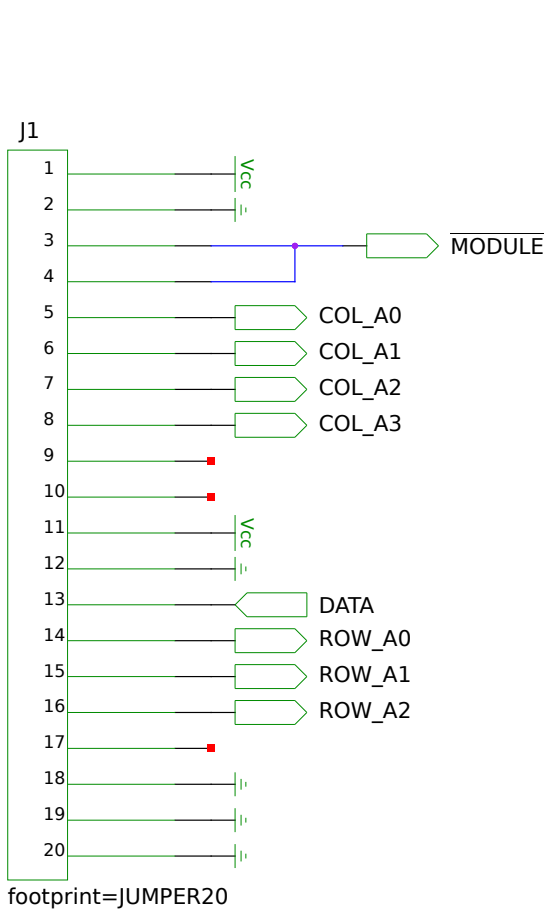 J1
1 Vcc
2
3 M̅O̅D̅U̅L̅E̅
4
5 COL_A0
6 COL_A1
7 COL_A2
8 COL_A3
9
10
11 Vcc
12
13 DATA
14 ROW_A0
15 ROW_A1
16 ROW_A2
17
18
19
20
footprint=JUMPER20